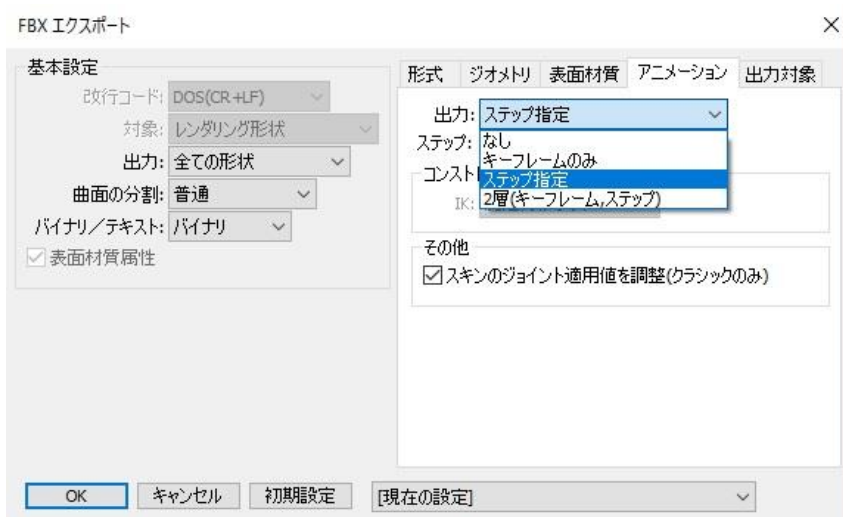 FBX エクスポート
基本設定
改行コード: DOS(CR+LF)
対象: レンダリング形状
出力: 全ての形状
曲面の分割: 普通
バイナリ/テキスト: バイナリ
表面材質属性
形式 ジオメトリ 表面材質 アニメーション 出力対象
出力: ステップ指定
ステップ: なし
キーフレームのみ
コンスト ステップ指定
IK: 2層(キーフレーム,ステップ)
その他
スキンのジョイント適用値を調整(クラシックのみ)
OK キャンセル 初期設定 [現在の設定]